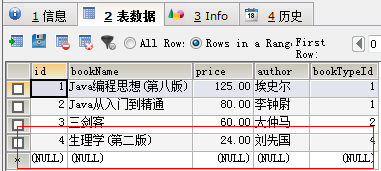 1 信息 2 表数据 3 Info 4 历史
All Row: Rows in a Rang First Row: 0
id bookName price author bookTypeId
1 Java编程思想(第八版) 125.00 埃史尔 1
2 Java从入门到精通 80.00 李钟尉 1
3 三剑客 60.00 大仲马 2
4 生理学(第二版) 24.00 刘先国 4
* (NULL) (NULL) (NULL) (NULL) (NULL)